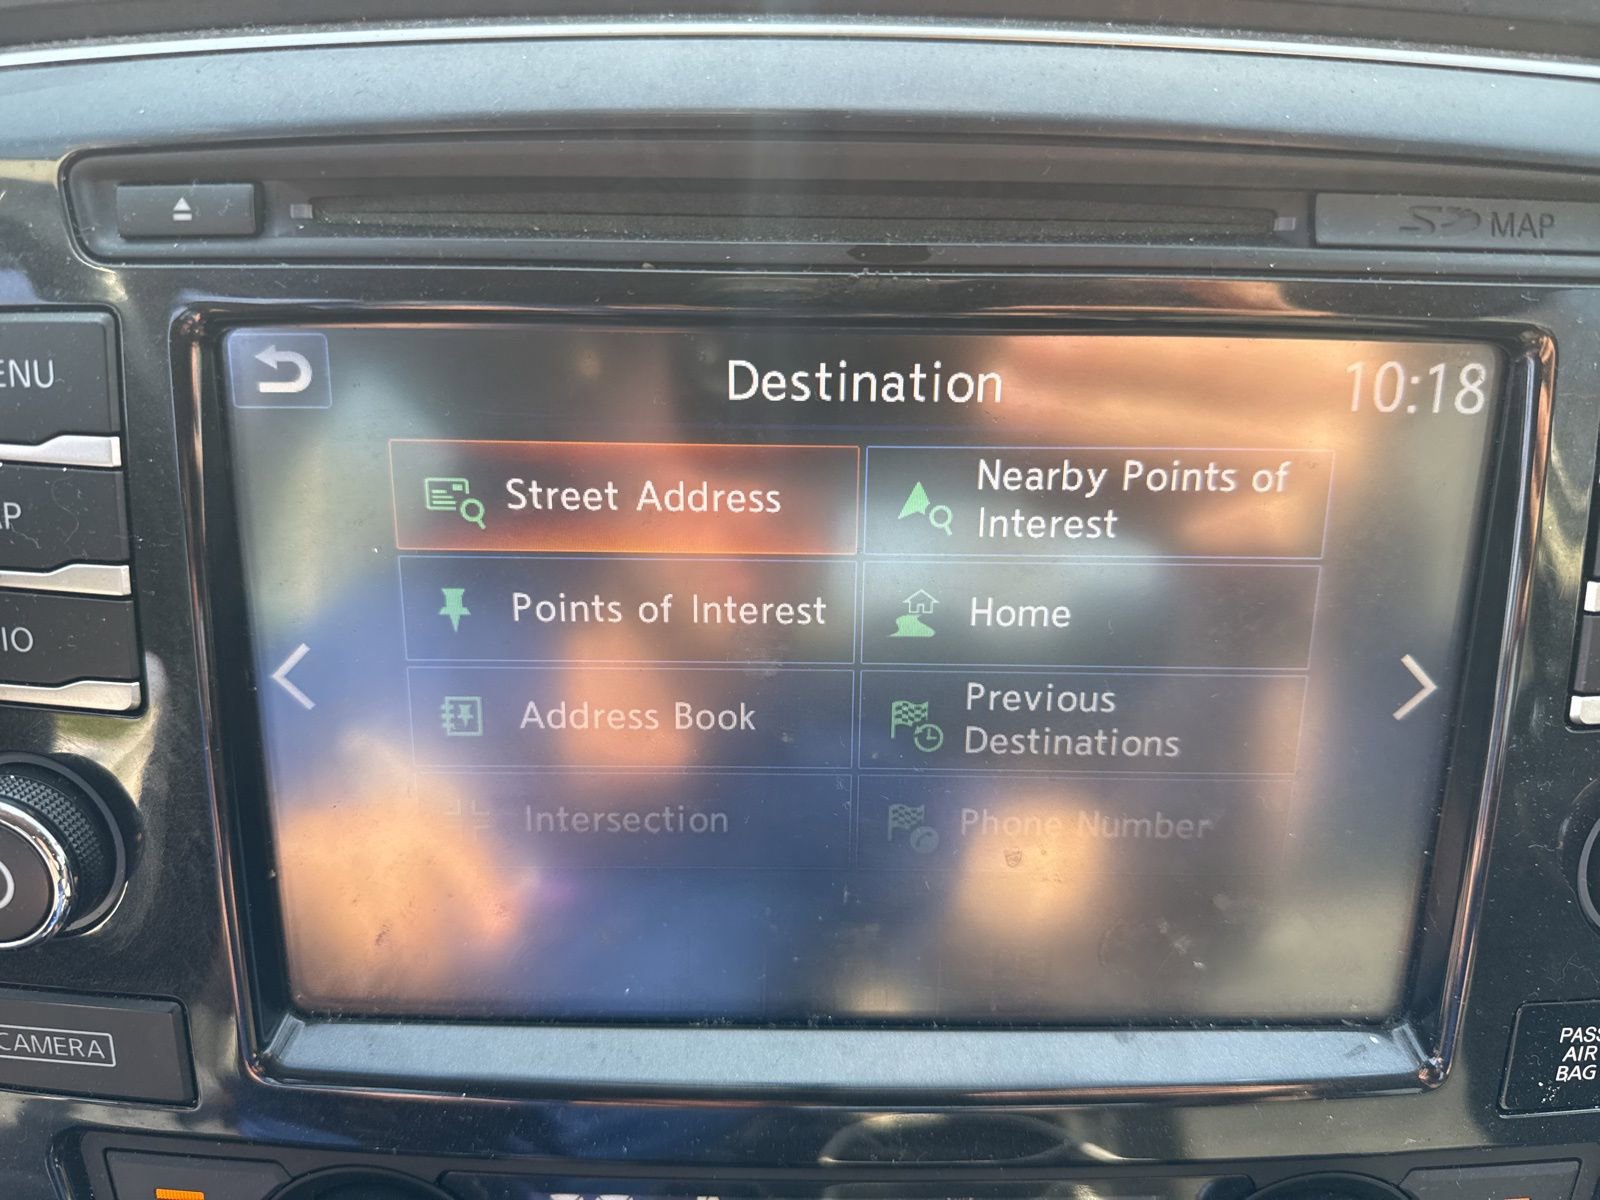 SD MAP
ENU
Destination
10:18
Street Address
Nearby Points of
Interest
Points of Interest
Home
Address Book
Previous
Destinations
Intersection
Phone Number
CAMERA
PASS
AIR
BAG